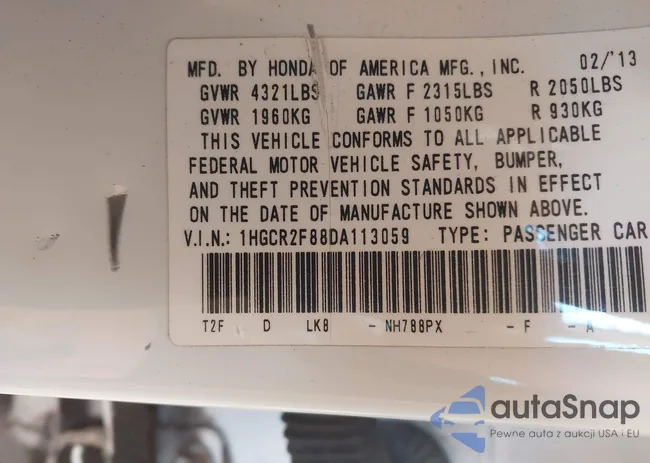 MFD. BY HONDA OF AMERICA MFG., INC. 02/'13
GVWR 4321LBS GAWR F 2315LBS R 2050LBS
GVWR 1960KG GAWR F 1050KG R 930KG
THIS VEHICLE CONFORMS TO ALL APPLICABLE
FEDERAL MOTOR VEHICLE SAFETY, BUMPER,
AND THEFT PREVENTION STANDARDS IN EFFECT
ON THE DATE OF MANUFACTURE SHOWN ABOVE.
V.I.N.: 1HGCR2F88DA113059 TYPE: PASSENGER CAR
T2F D LK8 - NH788PX - F - A
autaSnap
Pewne auta z aukcji USA i EU